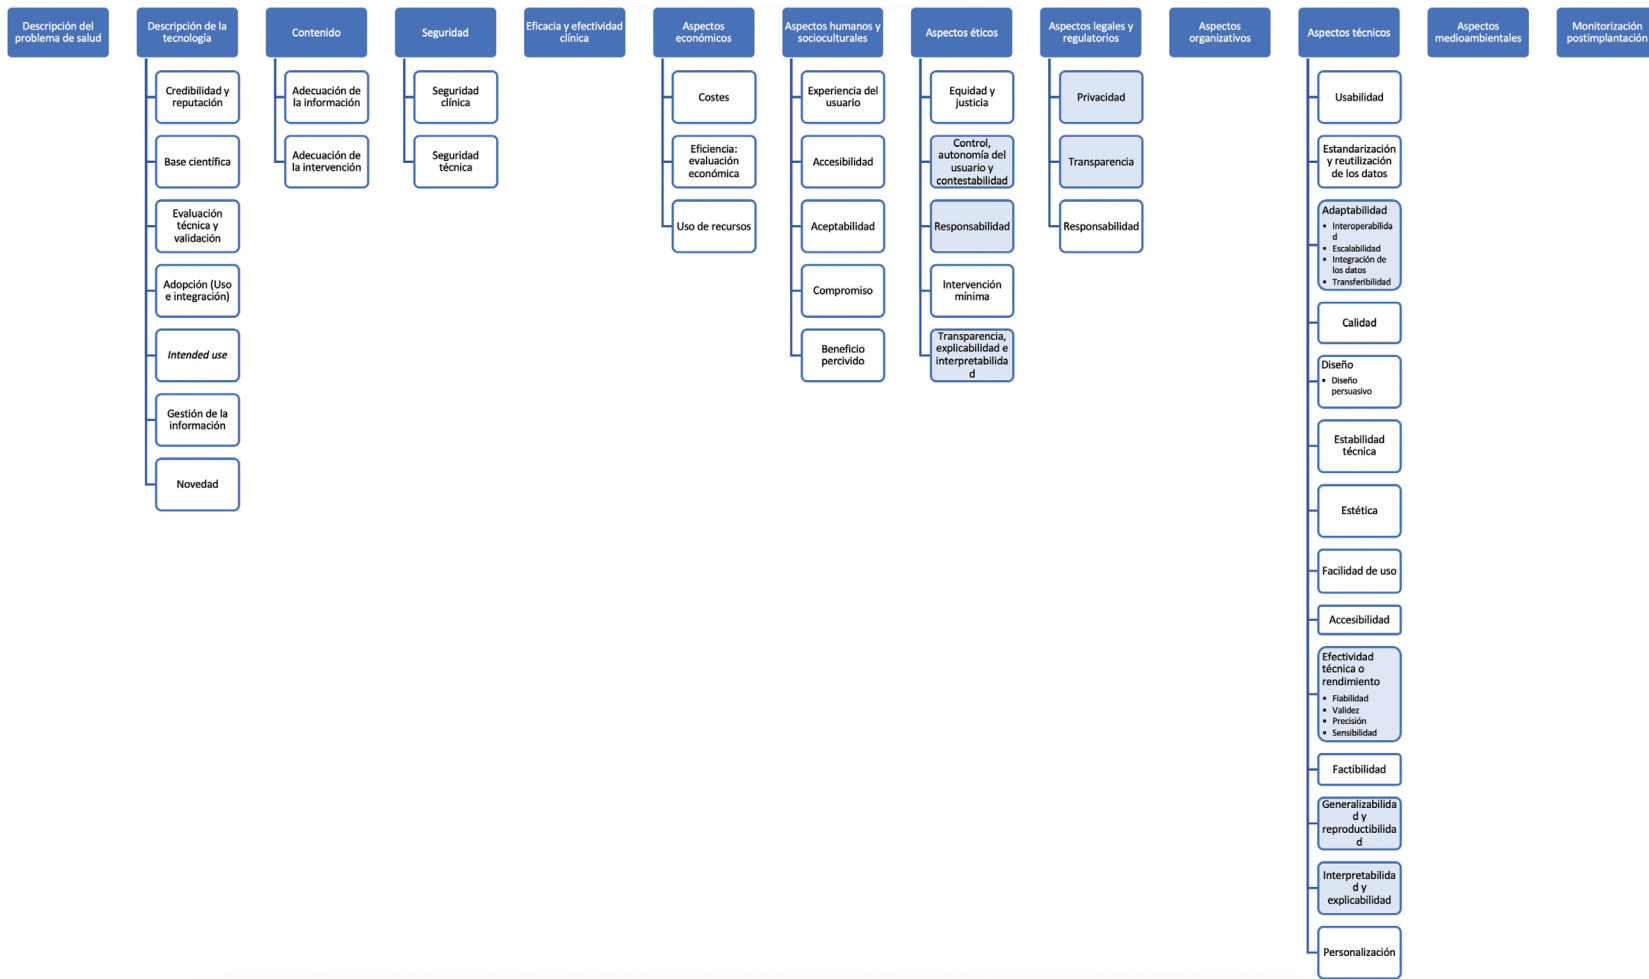 Descripción del
problema de salud
Descripción de la
tecnología
Contenido
Seguridad
Eficacia y efectividad
clínica
Aspectos
económicos
Aspectos humanos y
socioculturales
Aspectos éticos
Aspectos legales y
regulatorios
Aspectos
organizativos
Aspectos técnicos
Aspectos
medioambientales
Monitorización
postimplantación
Credibilidad y
reputación
Base científica
Evaluación
técnica y
validación
Adopción (Uso
e integración)
Intended use
Gestión de la
información
Novedad
Adecuación de
la información
Adecuación de
la intervención
Seguridad
clínica
Seguridad
técnica
Costes
Eficiencia:
evaluación
económica
Uso de recursos
Experiencia del
usuario
Accesibilidad
Aceptabilidad
Compromiso
Beneficio
percivido
Equidad y
justicia
Control,
autonomía del
usuario y
contestabilidad
Responsabilidad
Intervención
mínima
Transparencia,
explicabilidad e
interpretabilida
d
Privacidad
Transparencia
Responsabilidad
Usabilidad
Estandarización
y reutilización
de los datos
Adaptabilidad
• Interoperabilida
d
• Escalabilidad
• Integración de
los datos
• Transferibilidad
Calidad
Diseño
• Diseño
persuasivo
Estabilidad
técnica
Estética
Facilidad de uso
Accesibilidad
Efectividad
técnica o
rendimiento
• Fiabilidad
• Validez
• Precisión
• Sensibilidad
Factibilidad
Generalizabilida
d y
reproductibilida
d
Interpretabilida
d y
explicabilidad
Personalización